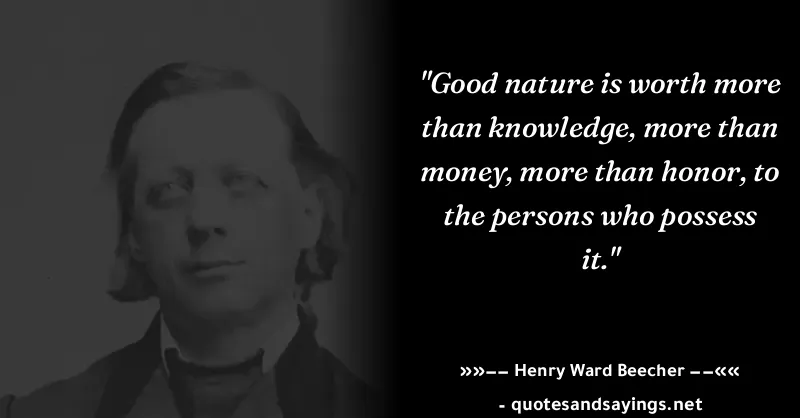 "Good nature is worth more
than knowledge, more than
money, more than honor, to
the persons who possess
it."
»»–– Henry Ward Beecher ––««
- quotesandsayings.net